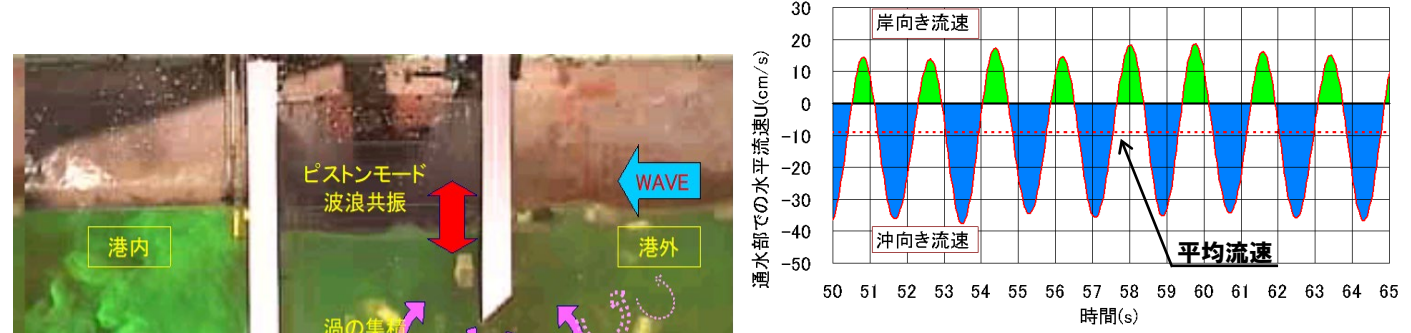 ピストンモード
波浪共振
WAVE
港内
港外
渦の集積
通水部での水平流速U(cm/s)
30
20
10
0
-10
-20
-30
-40
-50
岸向き流速
沖向き流速
平均流速
50 51 52 53 54 55 56 57 58 59 60 61 62 63 64 65
時間(s)